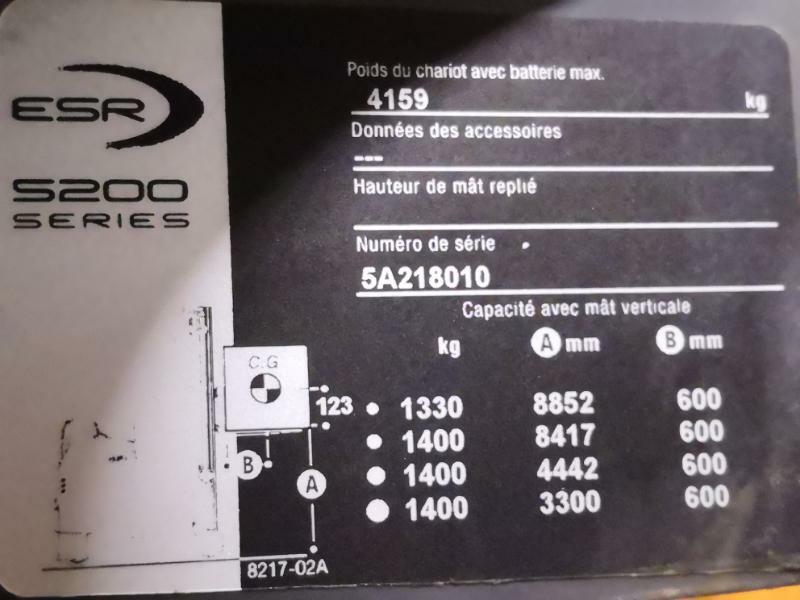 ESR
5200
SERIES
Poids du chariot avec batterie max.
4159 kg
Données des accessoires
---
Hauteur de mât replié
Numéro de série
5A218010
Capacité avec mât verticale
kg A mm B mm
1330 8852 600
1400 8417 600
1400 4442 600
1400 3300 600
C.G
123
B
A
8217-02A